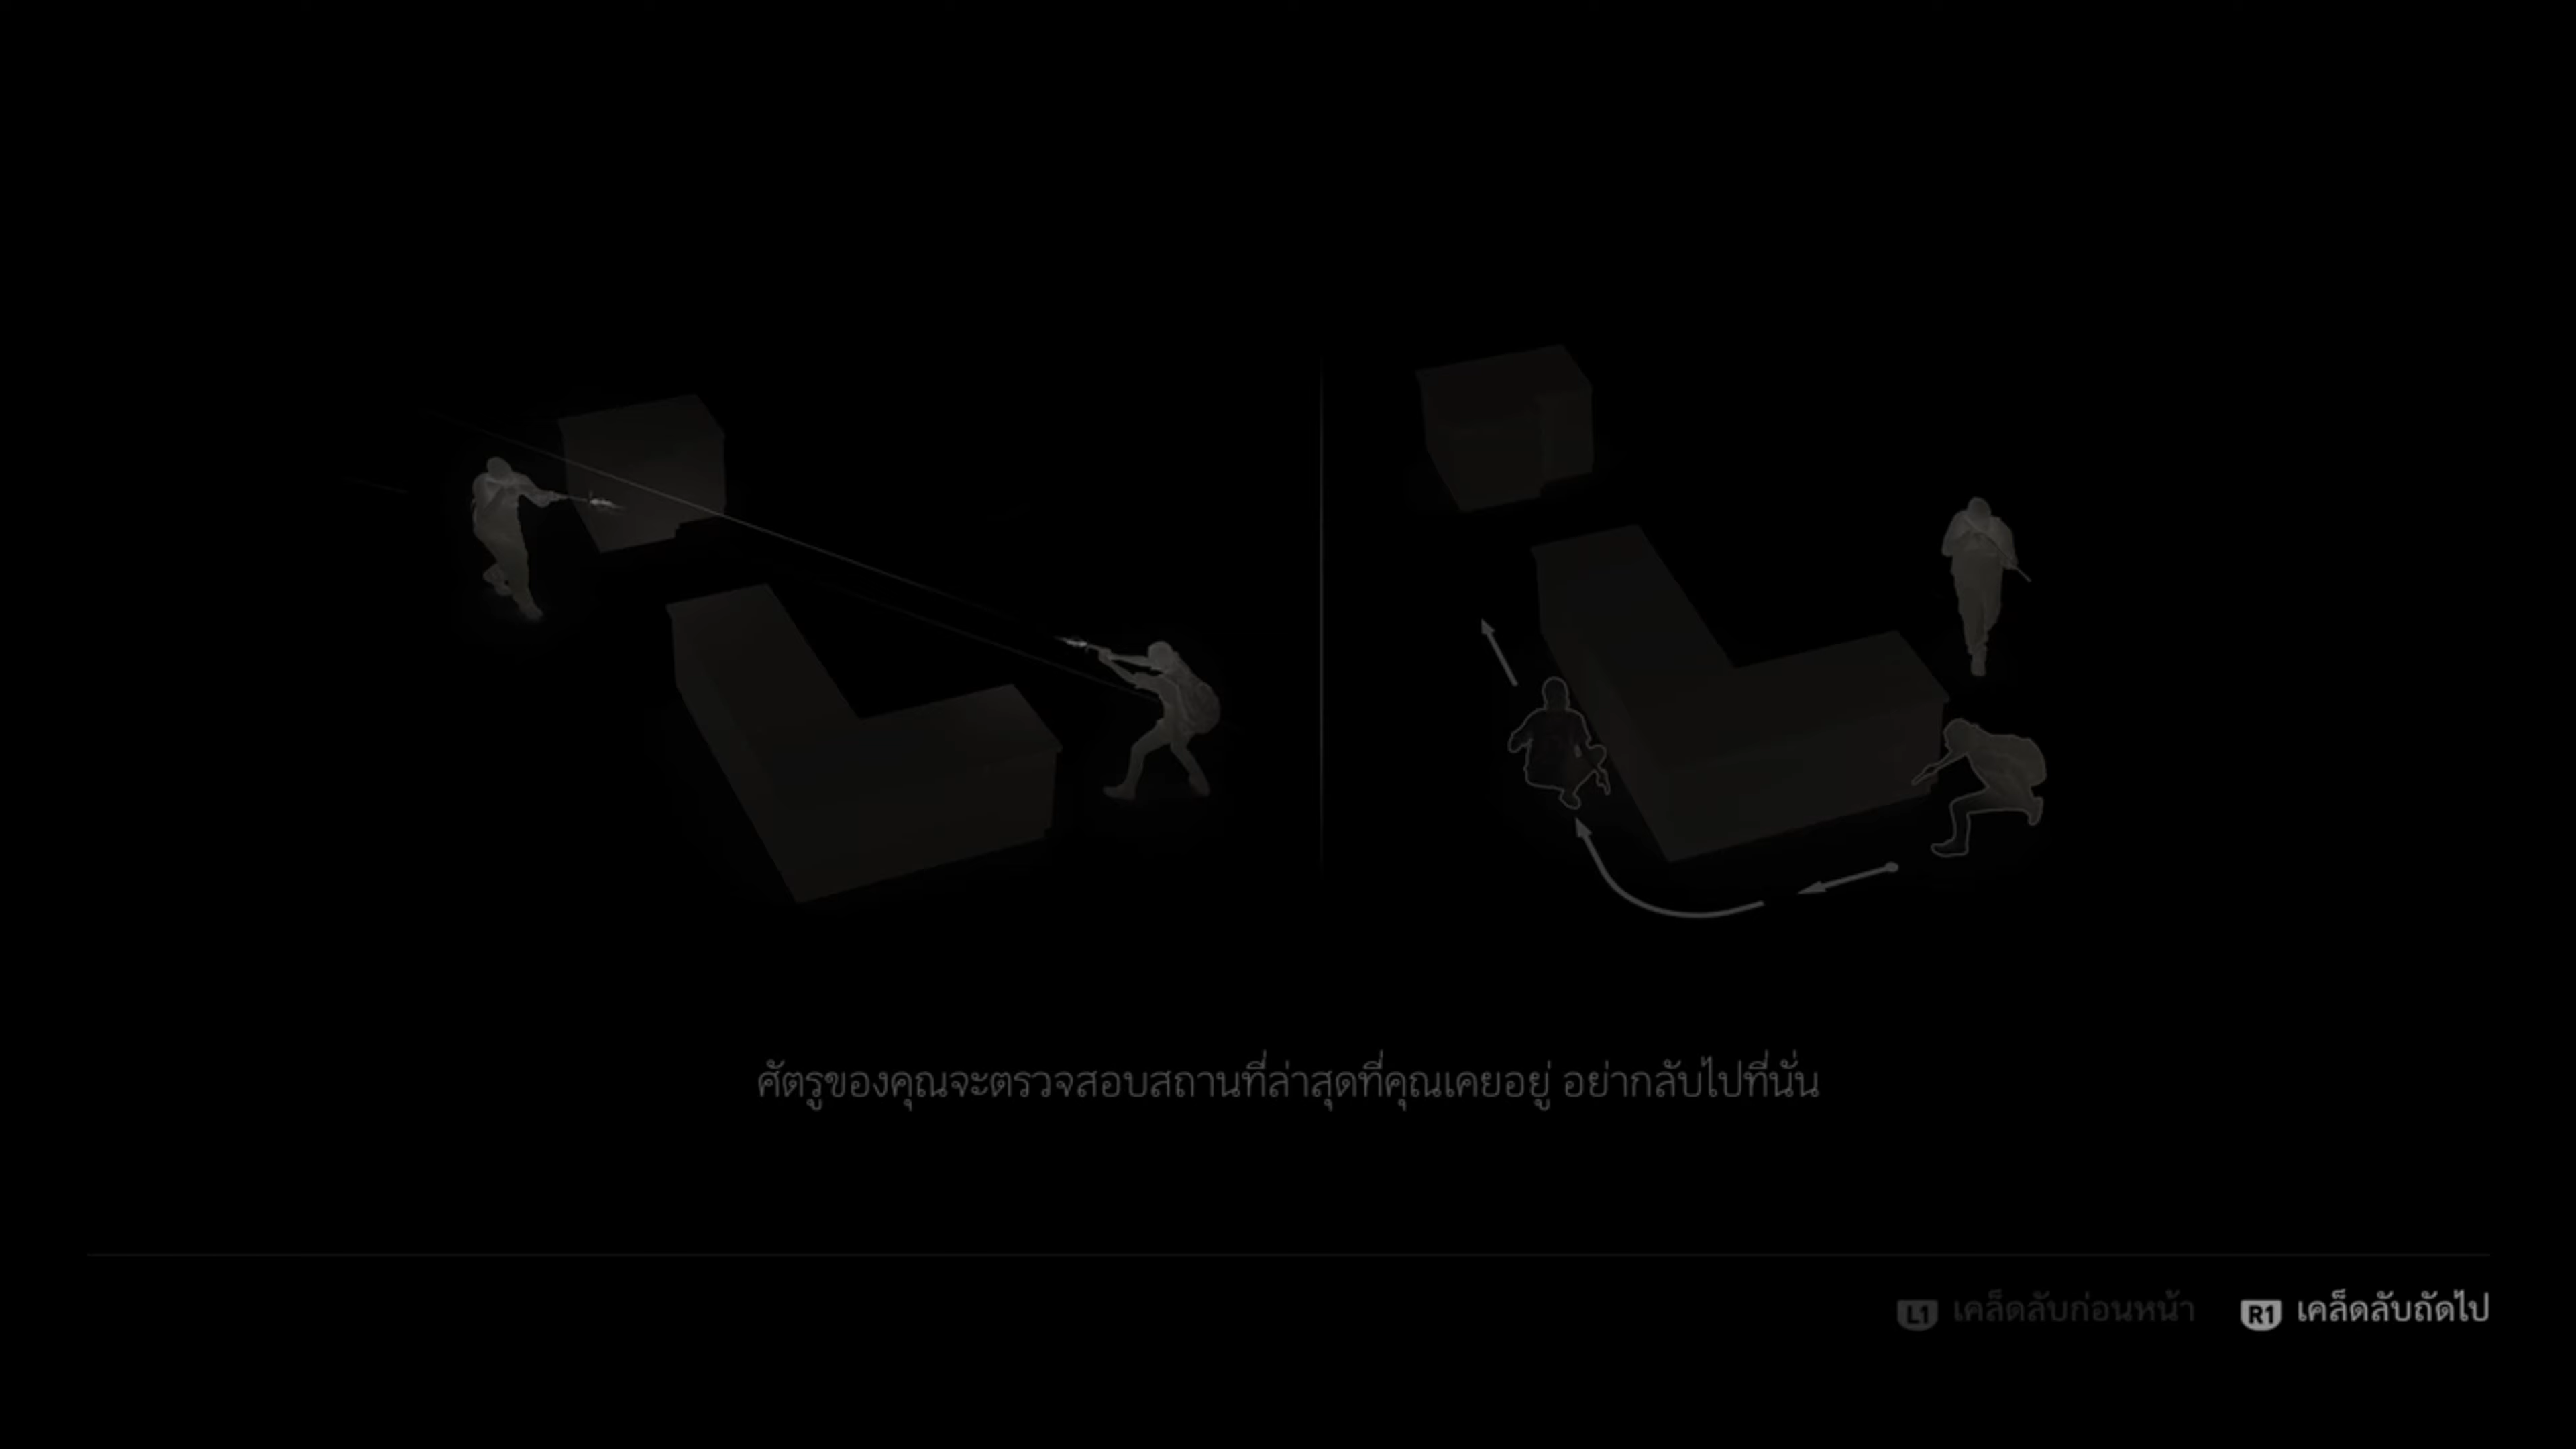 ศัตรูของคุณจะตรวจสอบสถานที่ล่าสุดที่คุณเคยอยู่ อย่ากลับไปที่นั่น
L1 เคล็ดลับก่อนหน้า R1 เคล็ดลับถัดไป